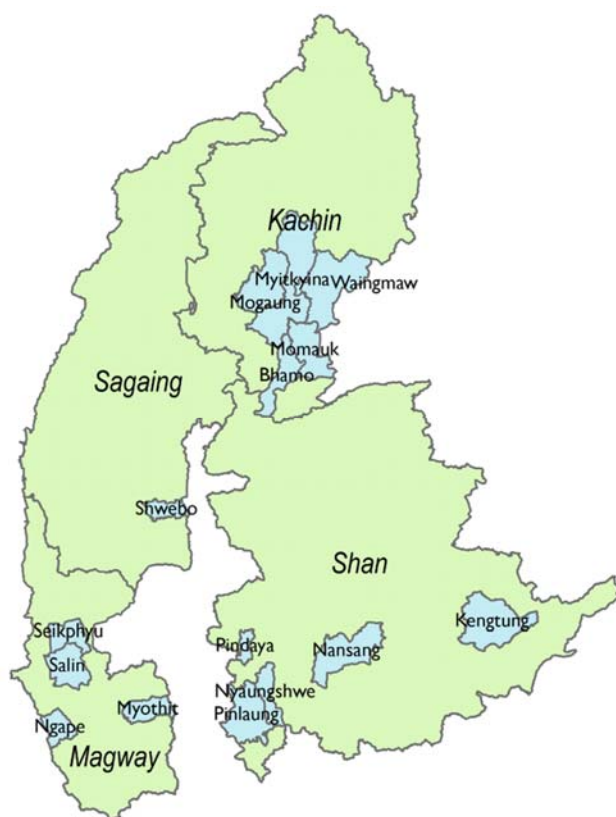 Kachin
Myitkyina
Waingmaw
Mogaung
Momauk
Bhamo
Sagaing
Shwebo
Shan
Kengtung
Seikphyu
Pindaya
Nansang
Salin
Nyaungshwe
Myothit
Pinlaung
Ngape
Magway